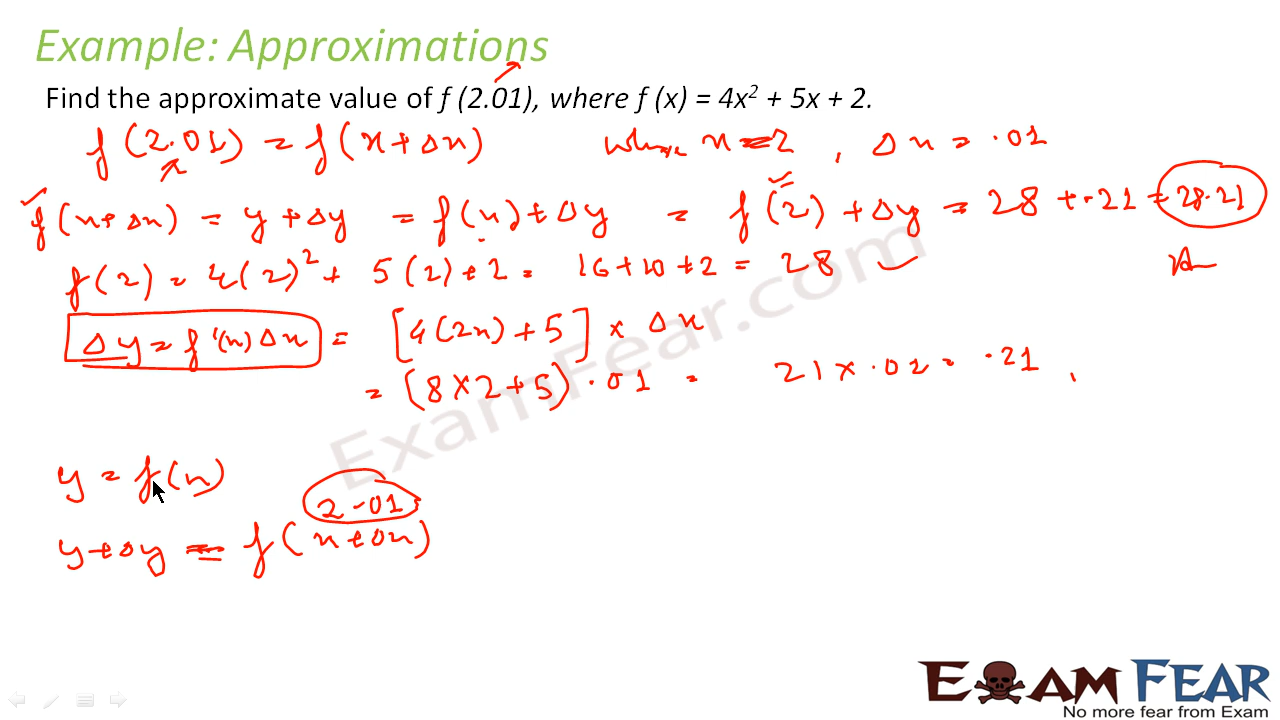 Example: Approximations
Find the approximate value of f (2.01), where f (x) = 4x² + 5x + 2.
f(2.01) = f(x+Δx) where x=2, Δx = .01
f(x+Δx) = y+Δy = f(x)+Δy = f(2)+Δy = 28 + .21 = 28.21
f(2) = 4(2)² + 5(2)+2 = 16+10+2 = 28
Δy = f'(x) Δx = [4(2x)+5] × Δx
= (8×2+5) .01 = 21 × .02 = .21,
y = f(x)
2.01
y+Δy = f(x+Δx)
ExamFear.com
EXAM FEAR
No more fear from Exam